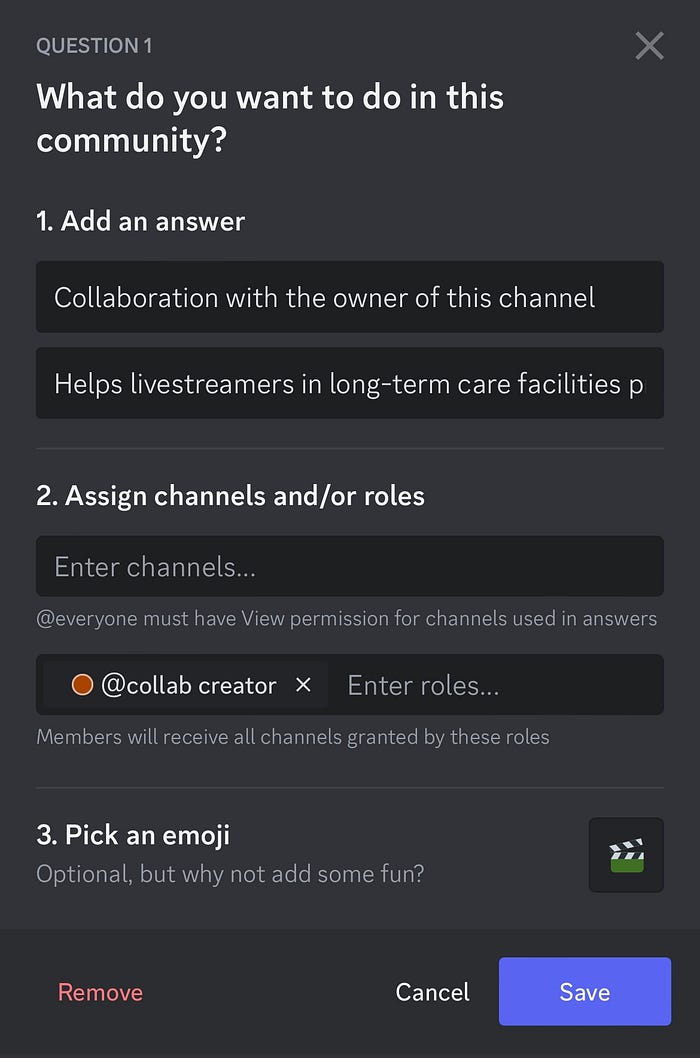 QUESTION 1
What do you want to do in this
community?
1. Add an answer
Collaboration with the owner of this channel
Helps livestreamers in long-term care facilities
2. Assign channels and/or roles
Enter channels...
@everyone must have View permission for channels used in answers
@collab creator × Enter roles...
Members will receive all channels granted by these roles
3. Pick an emoji
Optional, but why not add some fun?
Remove
Cancel
Save